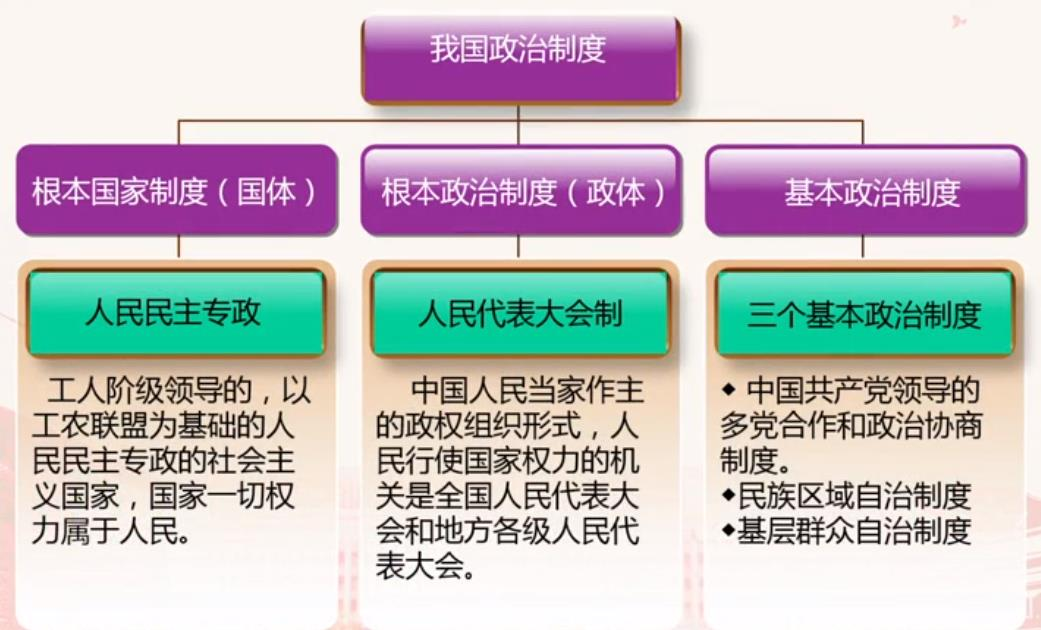 我国政治制度
根本国家制度（国体）
根本政治制度（政体）
基本政治制度
人民民主专政
工人阶级领导的，以
工农联盟为基础的人
民民主专政的社会主
义国家，国家一切权
力属于人民。
人民代表大会制
中国人民当家作主
的政权组织形式，人
民行使国家权力的机
关是全国人民代表大
会和地方各级人民代
表大会。
三个基本政治制度
◆ 中国共产党领导的
多党合作和政治协商
制度。
◆民族区域自治制度
◆基层群众自治制度